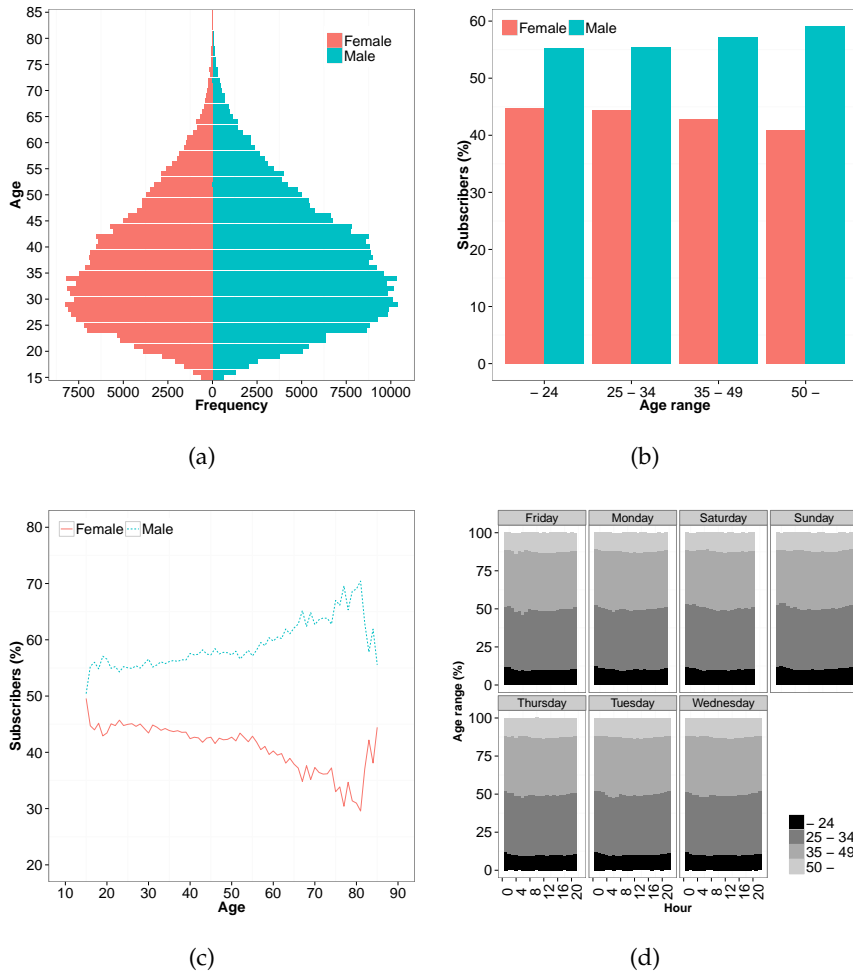 85
80
75
70
65
60
55
50
45
40
35
30
25
20
15
Age
Female
Male
7500 5000 2500 0 2500 5000 7500 10000
Frequency
(a)
60
50
40
30
20
10
0
Subscribers (%)
Female Male
– 24 25 – 34 35 – 49 50 –
Age range
(b)
80
70
60
50
40
30
20
Subscribers (%)
Female Male
10 20 30 40 50 60 70 80 90
Age
(c)
Friday Monday Saturday Sunday
100
75
50
25
0
Thursday Tuesday Wednesday
100
75
50
25
0
Age range (%)
– 24
25 – 34
35 – 49
50 –
0 4 8 12 16 20 0 4 8 12 16 20 0 4 8 12 16 20
Hour
(d)